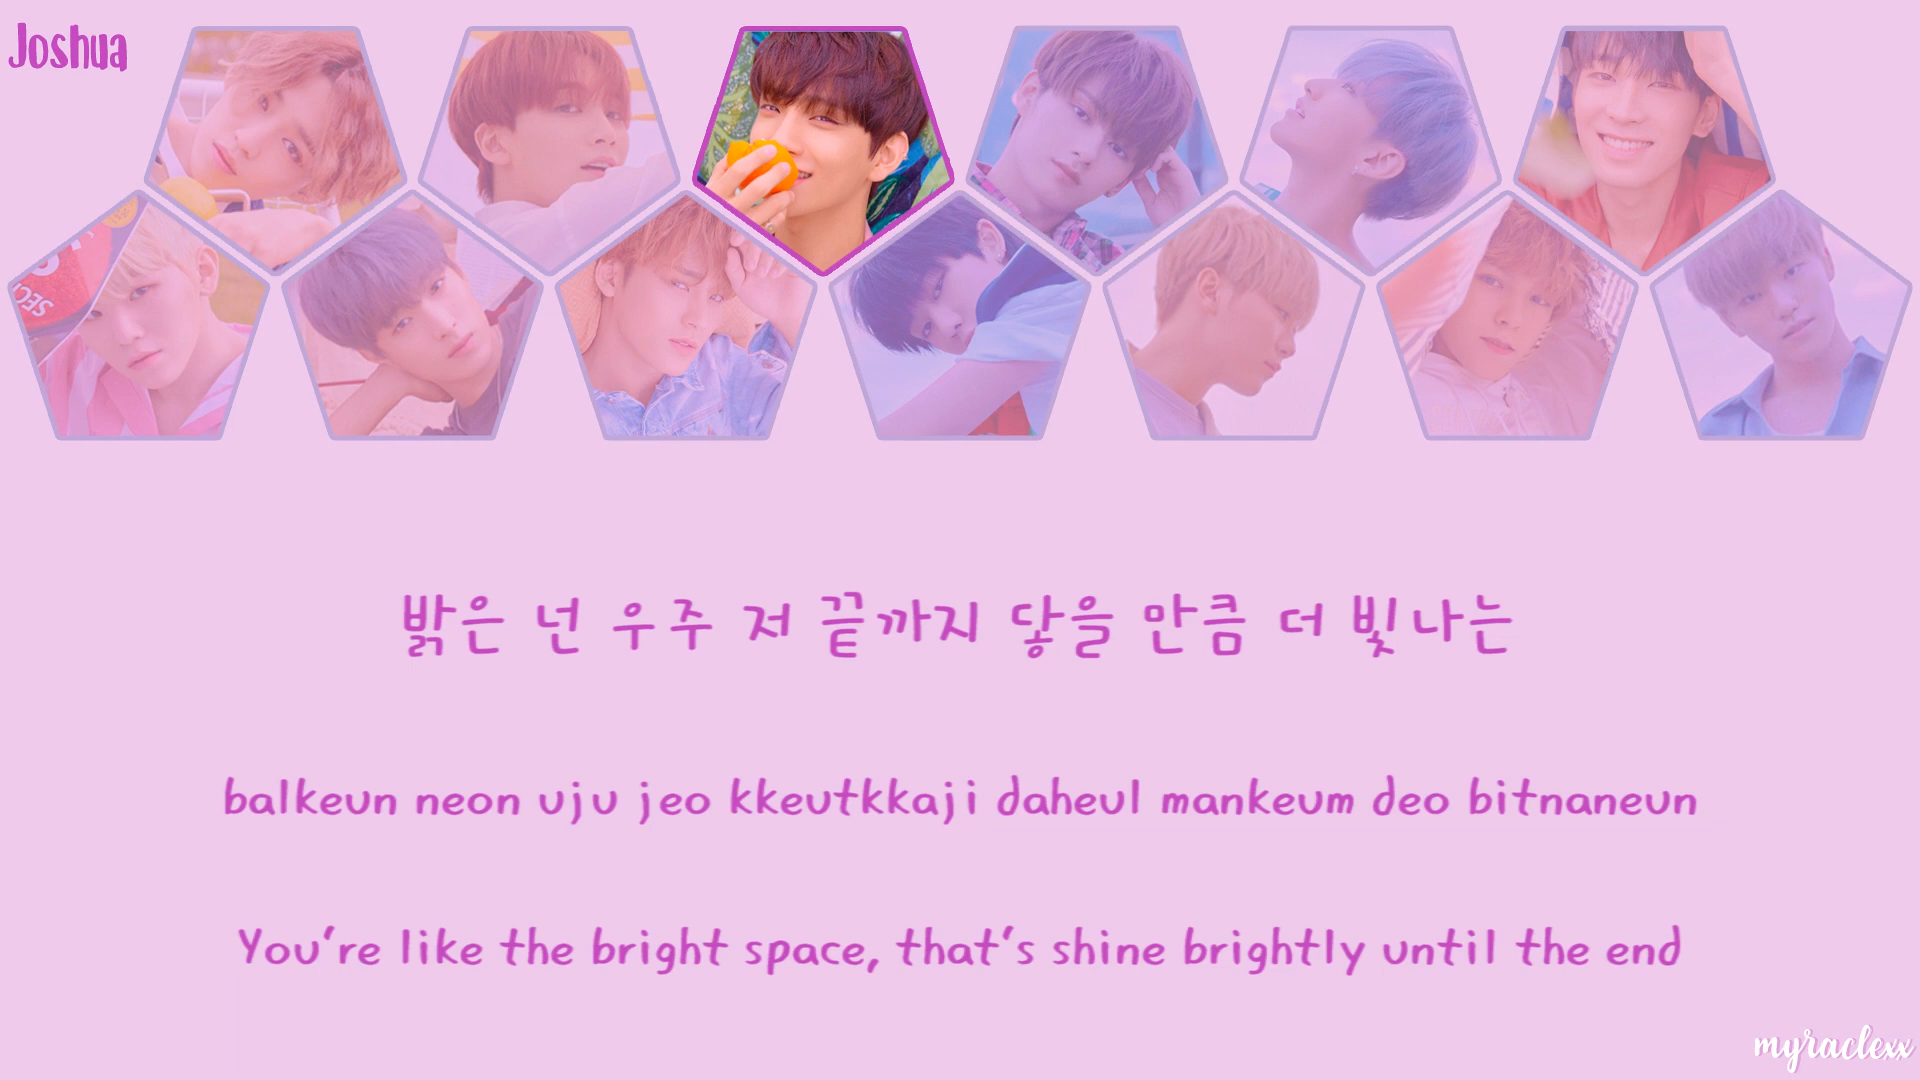 Joshua
밝은 넌 우주 저 끝까지 닿을 만큼 더 빛나는
balkeun neon uju jeo kkeutkkaji daheul mankeum deo bitnaneun
You're like the bright space, that's shine brightly until the end
myraclexx